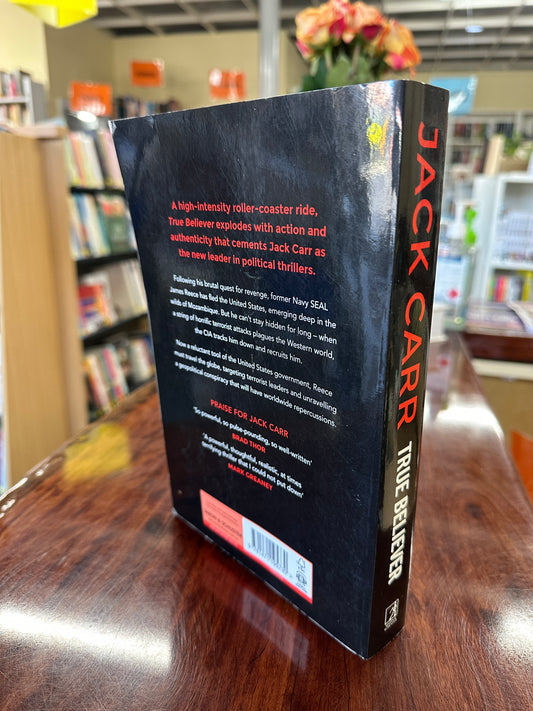 A high-intensity roller-coaster ride,
True Believer explodes with action and
authenticity that cements Jack Carr as
the new leader in political thrillers.
Following his brutal quest for revenge, former Navy SEAL
James Reece has fled the United States, emerging deep in the
wilds of Mozambique. But he can't stay hidden for long – when
a string of horrific terrorist attacks plagues the Western world,
the CIA tracks him down and recruits him.
Now a reluctant tool of the United States government, Reece
must travel the globe, targeting terrorist leaders and unravelling
a geopolitical conspiracy that will have worldwide repercussions.
PRAISE FOR JACK CARR
'So powerful, so pulse-pounding, so well-written'
BRAD THOR
'A powerful, thoughtful, realistic, at times
terrifying thriller that I could not put down'
MARK GREANEY
JACK CARR
TRUE BELIEVER